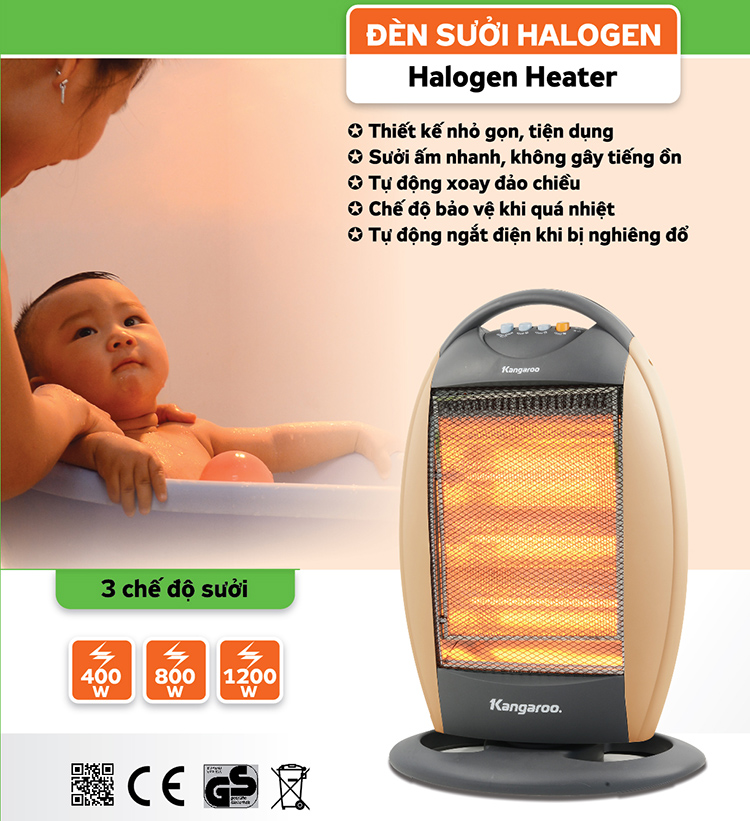 ĐÈN SƯỞI HALOGEN
Halogen Heater
Thiết kế nhỏ gọn, tiện dụng
Sưởi ấm nhanh, không gây tiếng ồn
Tự động xoay đảo chiều
Chế độ bảo vệ khi quá nhiệt
Tự động ngắt điện khi bị nghiêng đổ
Kangaroo
3 chế độ sưởi
400
W
800
W
1200
W
Kangaroo.
CE
GS
geprüfte
Sicherheit